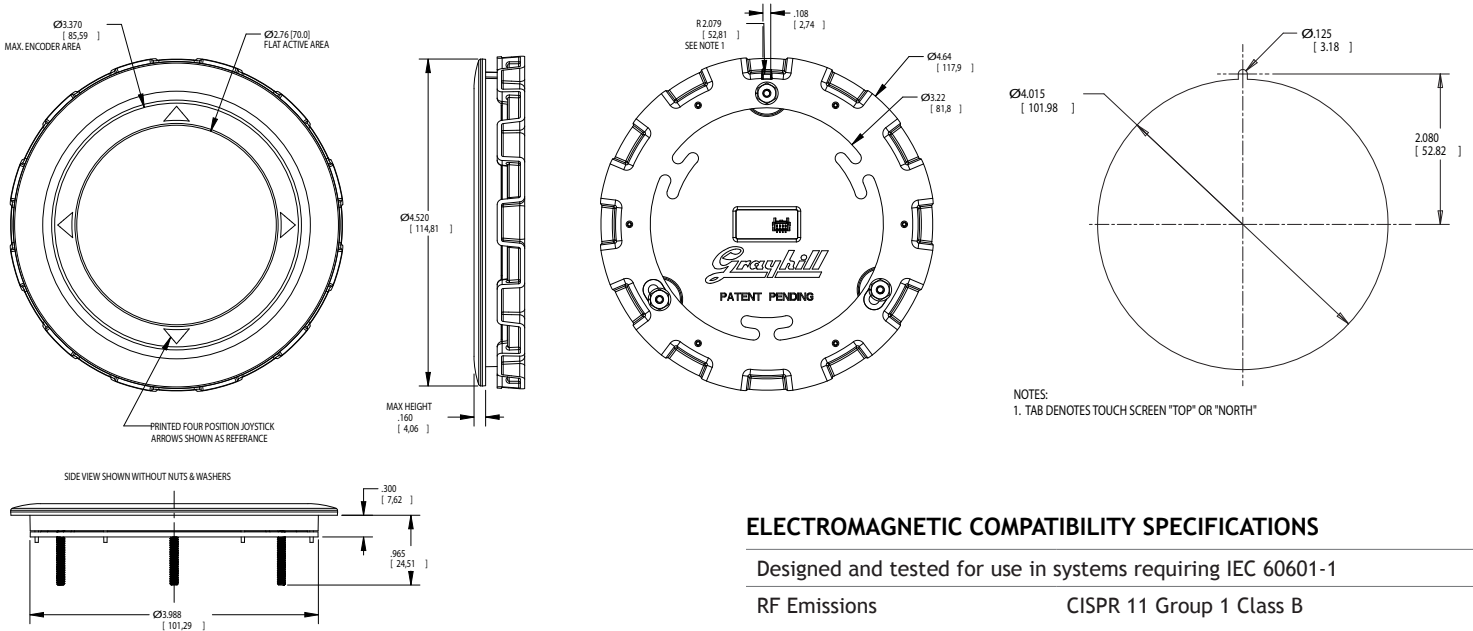 Ø3.370
[ 85,59 ]
MAX. ENCODER AREA
Ø2.76 [70.0]
FLAT ACTIVE AREA
PRINTED FOUR POSITION JOYSTICK
ARROWS SHOWN AS REFERANCE
Ø4.520
[ 114,81 ]
MAX HEIGHT
.160
[ 4,06 ]
R 2.079
[ 52,81 ]
SEE NOTE 1
.108
[ 2,74 ]
Ø4.64
[ 117,9 ]
Ø3.22
[ 81,8 ]
Grayhill
PATENT PENDING
Ø.125
[ 3.18 ]
Ø4.015
[ 101.98 ]
2.080
[ 52.82 ]
NOTES:
1. TAB DENOTES TOUCH SCREEN "TOP" OR "NORTH"
SIDE VIEW SHOWN WITHOUT NUTS & WASHERS
.300
[ 7,62 ]
.965
[ 24,51 ]
Ø3.988
[ 101,29 ]
ELECTROMAGNETIC COMPATIBILITY SPECIFICATIONS
Designed and tested for use in systems requiring IEC 60601-1
RF Emissions CISPR 11 Group 1 Class B